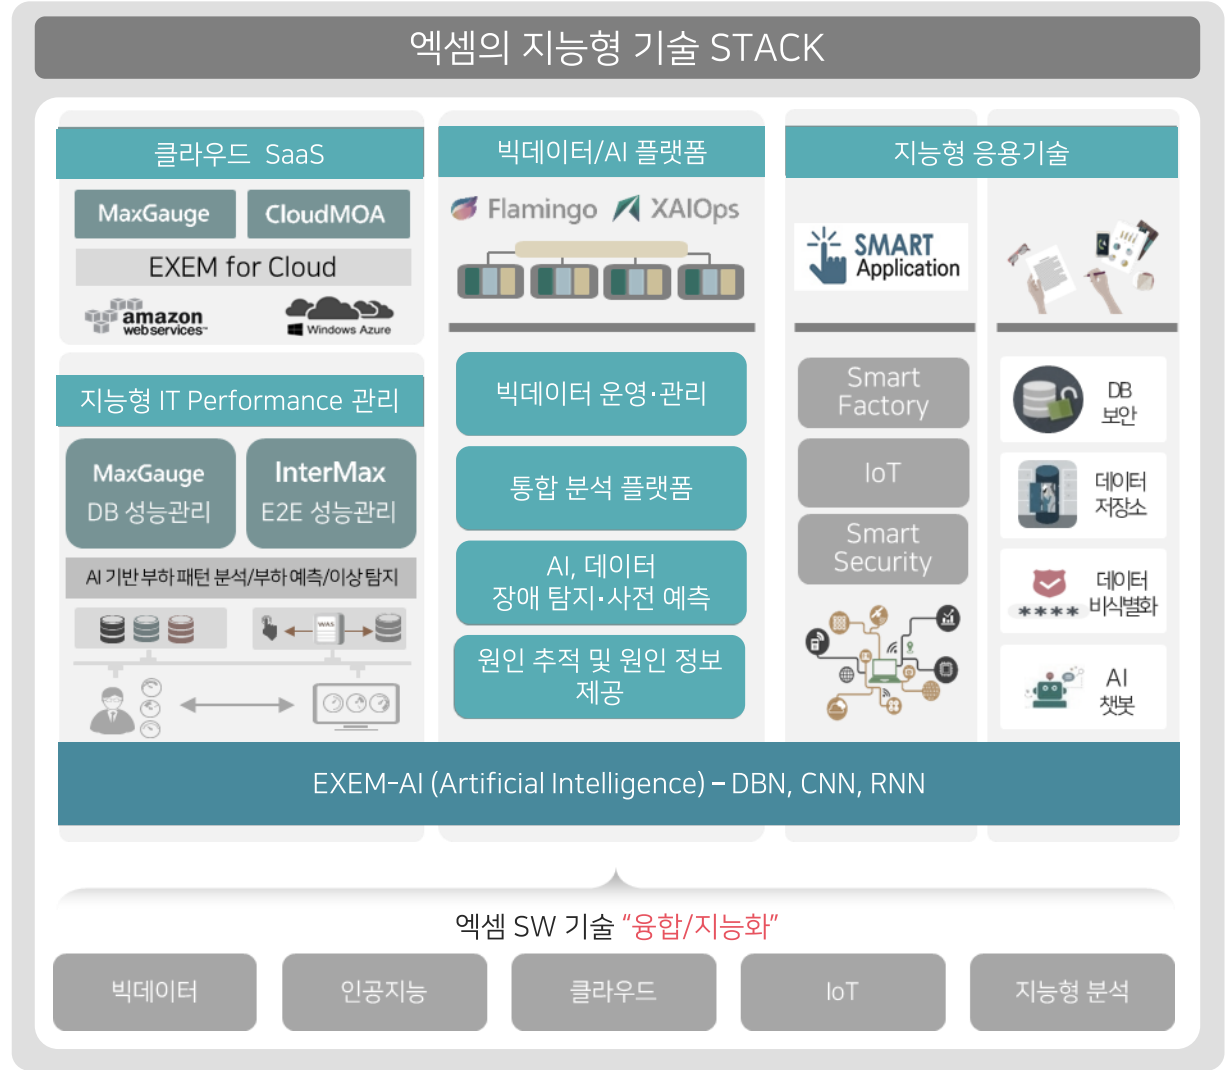 엑셈의 지능형 기술 STACK
클라우드 SaaS
MaxGauge
CloudMOA
EXEM for Cloud
amazon
web services™
Windows Azure
지능형 IT Performance 관리
MaxGauge
DB 성능관리
InterMax
E2E 성능관리
AI 기반 부하 패턴 분석/부하 예측/이상 탐지
WAS
빅데이터/AI 플랫폼
Flamingo
XAIOps
빅데이터 운영·관리
통합 분석 플랫폼
AI, 데이터
장애 탐지·사전 예측
원인 추적 및 원인 정보
제공
지능형 응용기술
SMART
Application
Smart
Factory
IoT
Smart
Security
DB
보안
데이터
저장소
데이터
****비식별화
AI
챗봇
EXEM-AI (Artificial Intelligence) – DBN, CNN, RNN
엑셈 SW 기술 “융합/지능화”
빅데이터
인공지능
클라우드
IoT
지능형 분석